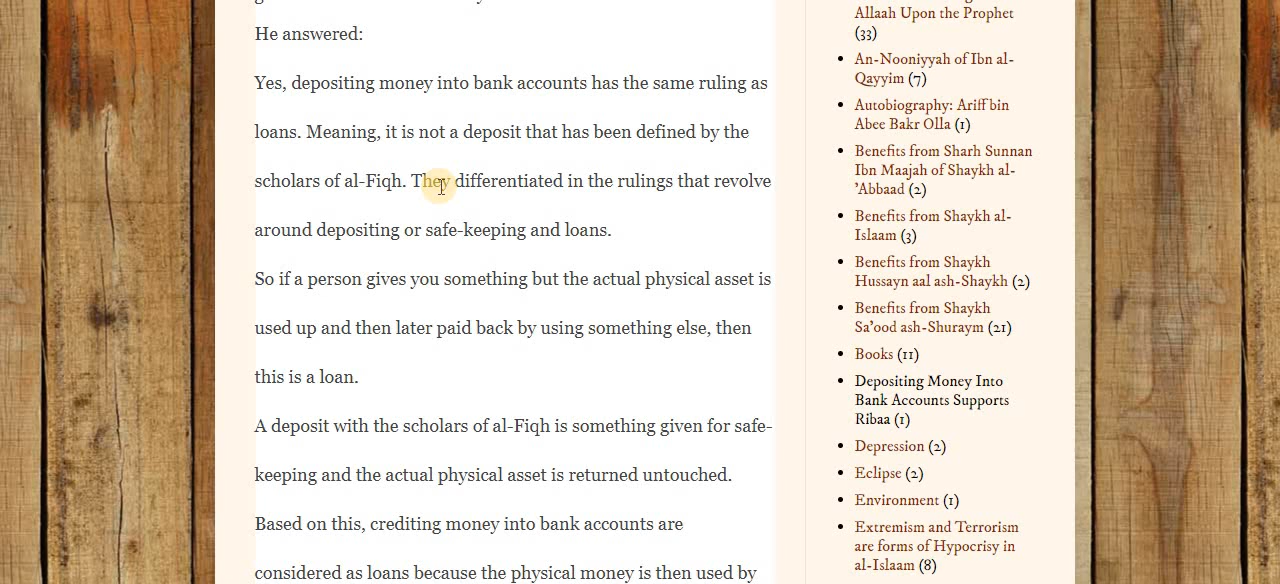 He answered:
Yes, depositing money into bank accounts has the same ruling as
loans. Meaning, it is not a deposit that has been defined by the
scholars of al-Fiqh. They differentiated in the rulings that revolve
around depositing or safe-keeping and loans.
So if a person gives you something but the actual physical asset is
used up and then later paid back by using something else, then
this is a loan.
A deposit with the scholars of al-Fiqh is something given for safe-
keeping and the actual physical asset is returned untouched.
Based on this, crediting money into bank accounts are
considered as loans because the physical money is then used by
Allaah Upon the Prophet
(33)
An-Nooniyyah of Ibn al-
Qayyim (7)
Autobiography: Ariff bin
Abee Bakr Olla (1)
Benefits from Sharh Sunnan
Ibn Maajah of Shaykh al-
'Abbaad (2)
Benefits from Shaykh al-
Islaam (3)
Benefits from Shaykh
Hussayn aal ash-Shaykh (2)
Benefits from Shaykh
Sa'ood ash-Shuraym (21)
Books (11)
Depositing Money Into
Bank Accounts Supports
Ribaa (1)
Depression (2)
Eclipse (2)
Environment (1)
Extremism and Terrorism
are forms of Hypocrisy in
al-Islaam (8)